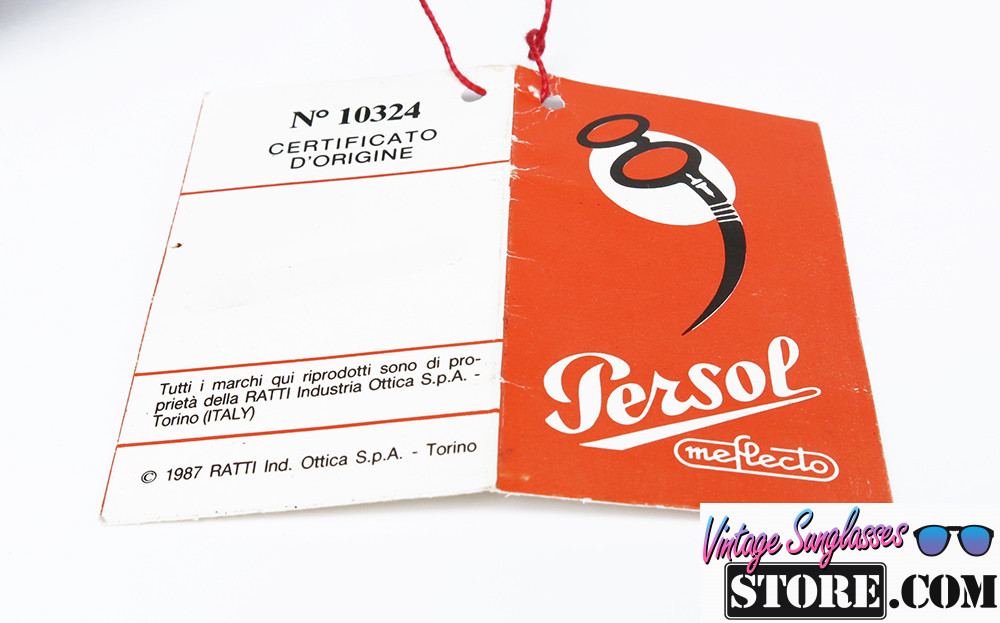 Nº 10324
CERTIFICATO
D'ORIGINE
Tutti i marchi qui riprodotti sono di pro-
prietà della RATTI Industria Ottica S.p.A. -
Torino (ITALY)
© 1987 RATTI Ind. Ottica S.p.A. - Torino
Persol
meflecto
Vintage Sunglasses
STORE.COM